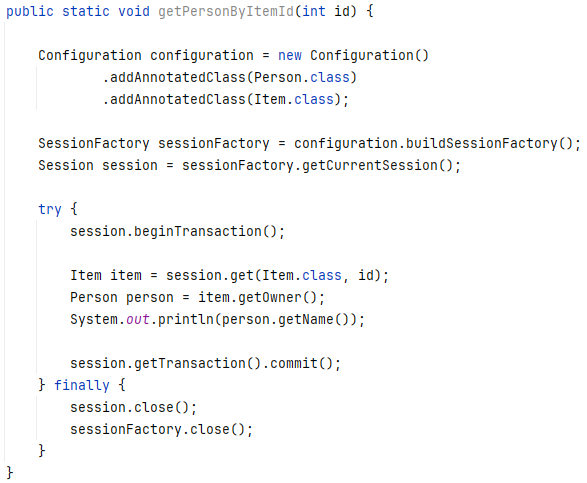 public static void getPersonByItemId(int id) {
Configuration configuration = new Configuration()
.addAnnotatedClass(Person.class)
.addAnnotatedClass(Item.class);
SessionFactory sessionFactory = configuration.buildSessionFactory();
Session session = sessionFactory.getCurrentSession();
try {
session.beginTransaction();
Item item = session.get(Item.class, id);
Person person = item.getOwner();
System.out.println(person.getName());
session.getTransaction().commit();
} finally {
session.close();
sessionFactory.close();
}
}